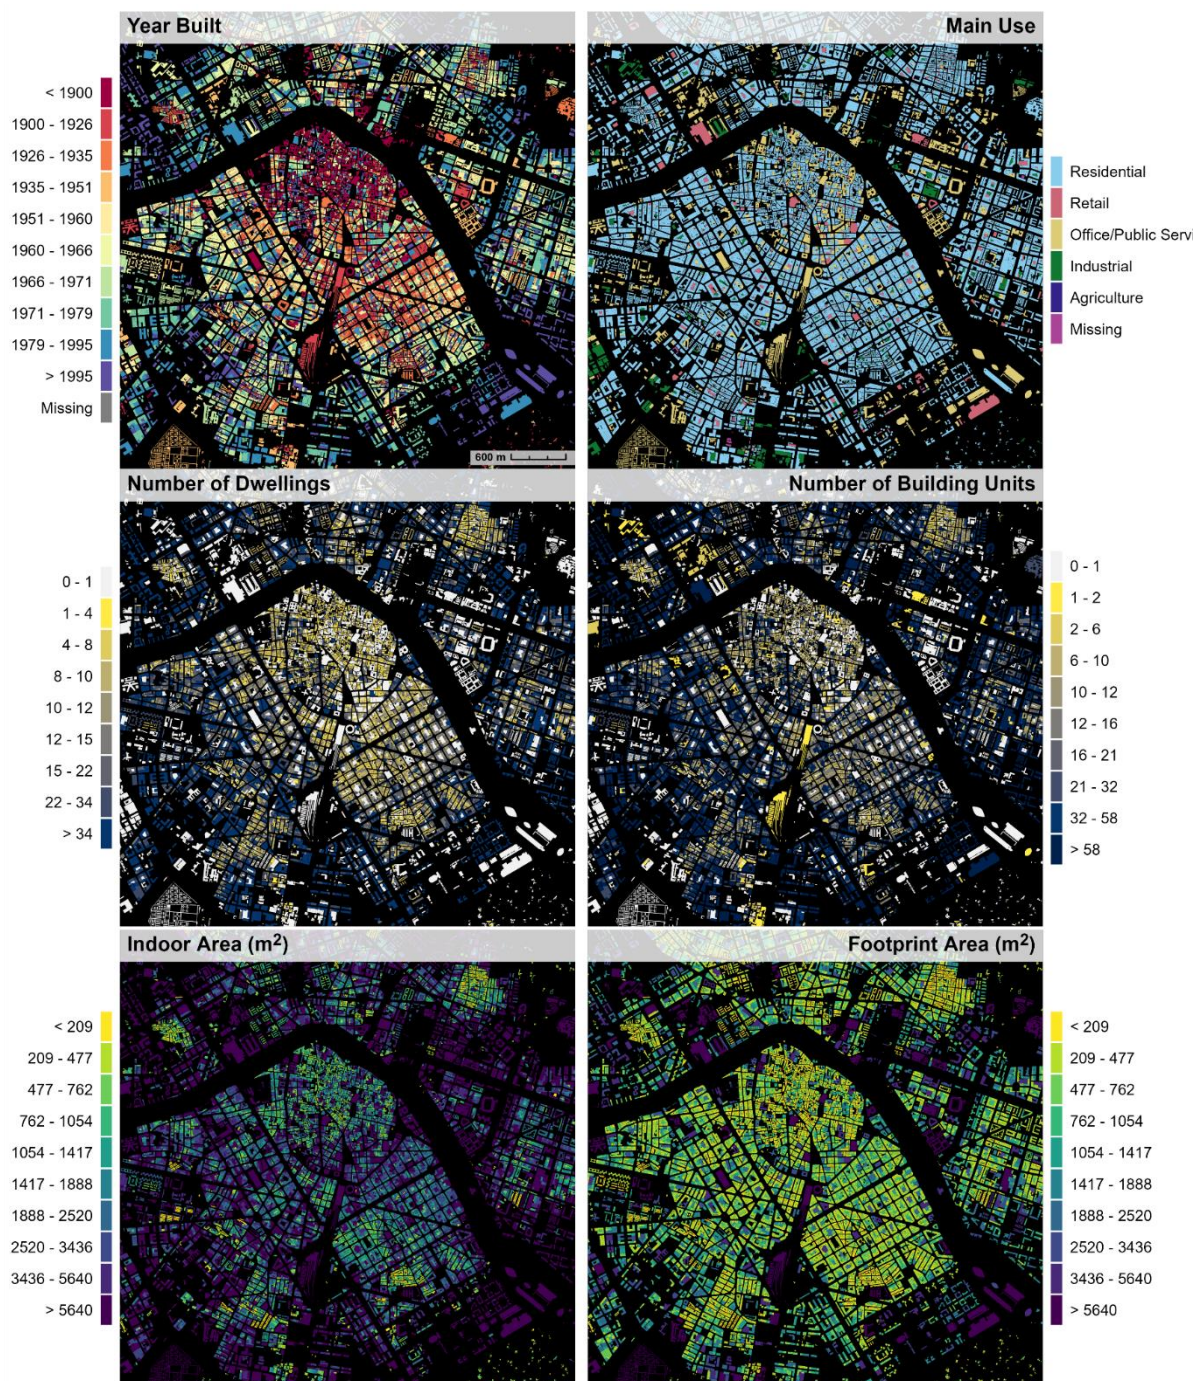 Year Built
Main Use
< 1900
1900 - 1926
1926 - 1935
1935 - 1951
1951 - 1960
1960 - 1966
1966 - 1971
1971 - 1979
1979 - 1995
> 1995
Missing
600 m
Residential
Retail
Office/Public Servi
Industrial
Agriculture
Missing
Number of Dwellings
Number of Building Units
0 - 1
1 - 4
4 - 8
8 - 10
10 - 12
12 - 15
15 - 22
22 - 34
> 34
0 - 1
1 - 2
2 - 6
6 - 10
10 - 12
12 - 16
16 - 21
21 - 32
32 - 58
> 58
Indoor Area (m²)
Footprint Area (m²)
< 209
209 - 477
477 - 762
762 - 1054
1054 - 1417
1417 - 1888
1888 - 2520
2520 - 3436
3436 - 5640
> 5640
< 209
209 - 477
477 - 762
762 - 1054
1054 - 1417
1417 - 1888
1888 - 2520
2520 - 3436
3436 - 5640
> 5640